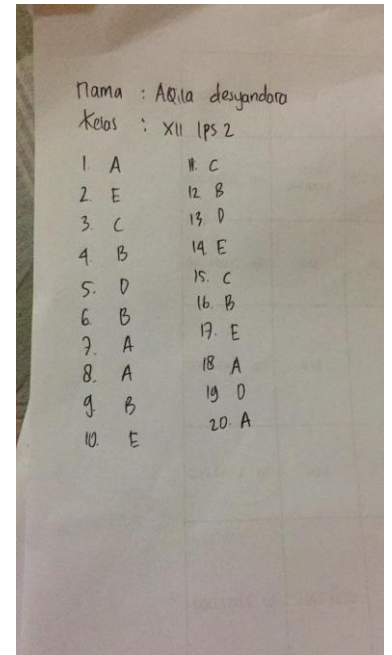 Nama : AQila desyandara
Kelas : XII IPS 2
1. A
2. E
3. C
4. B
5. D
6. B
7. A
8. A
9. B
10. E
11. C
12 B
13. D
14. E
15. C
16. B
17. E
18 A
19 D
20. A